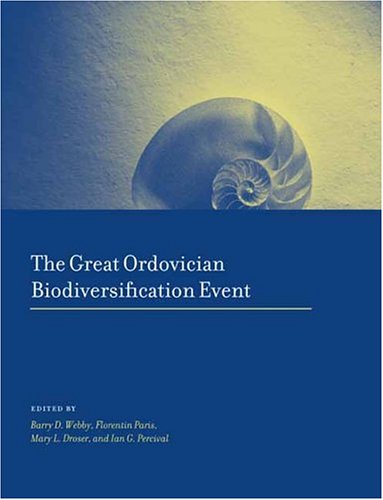 The Great Ordovician
Biodiversification Event
EDITED BY
Barry D. Webby, Florentin Paris,
Mary L. Droser, and Ian G. Percival